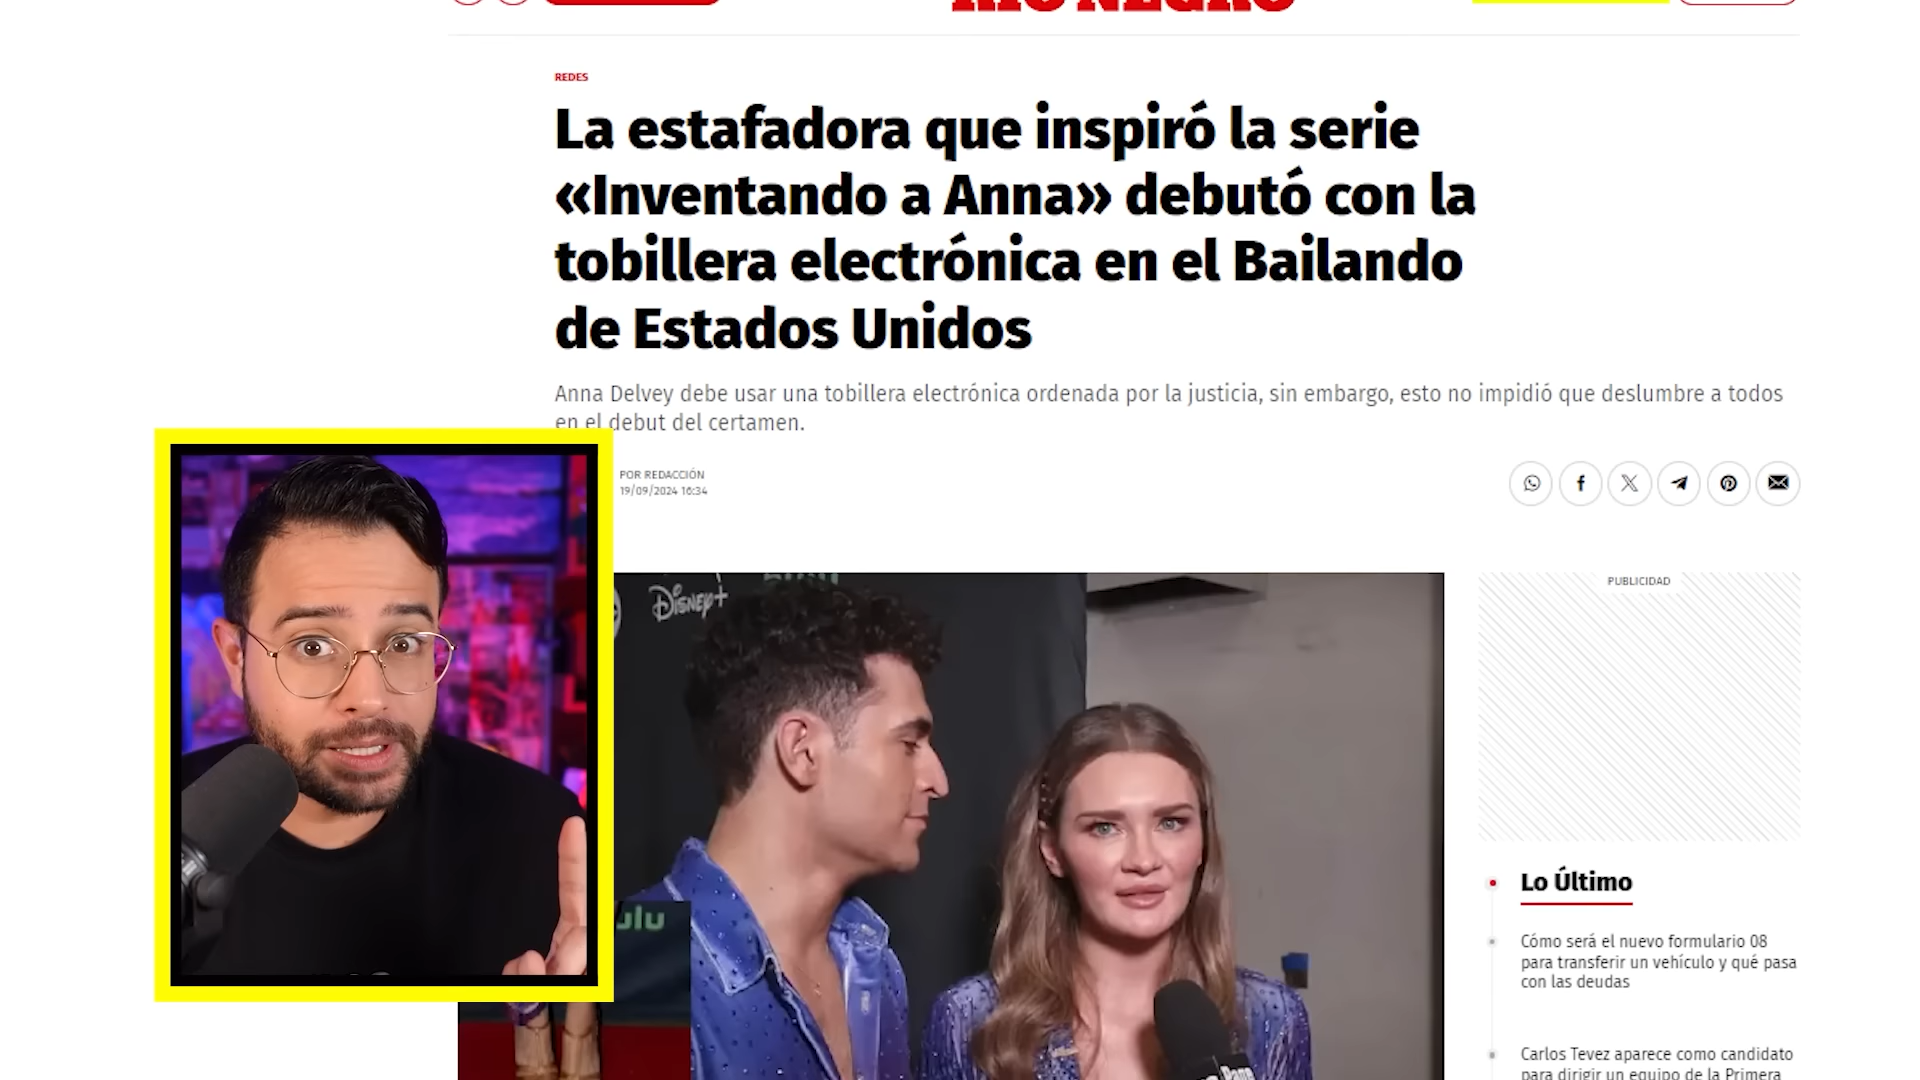 RÍO NEGRO
REDES
La estafadora que inspiró la serie
«Inventando a Anna» debutó con la
tobillera electrónica en el Bailando
de Estados Unidos
Anna Delvey debe usar una tobillera electrónica ordenada por la justicia, sin embargo, esto no impidió que deslumbre a todos
en el debut del certamen.
POR REDACCIÓN
19/09/2024 16:34
Disney+
hulu
PUBLICIDAD
ulu
Lo Último
Cómo será el nuevo formulario 08
para transferir un vehículo y qué pasa
con las deudas
Carlos Tevez aparece como candidato
para dirigir un equipo de la Primera